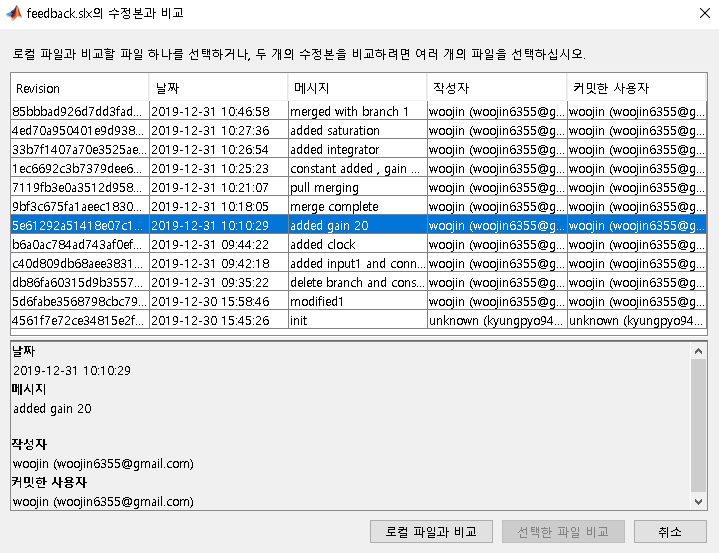 feedback.slx의 수정본과 비교
로컬 파일과 비교할 파일 하나를 선택하거나, 두 개의 수정본을 비교하려면 여러 개의 파일을 선택하십시오.
Revision 날짜 메시지 작성자 커밋한 사용자
85bbbad926d7dd3fad... 2019-12-31 10:46:58 merged with branch 1 woojin (woojin6355@g... woojin (woojin6355@g...
4ed70a950401e9d938... 2019-12-31 10:27:36 added saturation woojin (woojin6355@g... woojin (woojin6355@g...
33b7f1407a70e3525ae... 2019-12-31 10:26:54 added integrator woojin (woojin6355@g... woojin (woojin6355@g...
1ec6692c3b7379dee6... 2019-12-31 10:25:23 constant added , gain ... woojin (woojin6355@g... woojin (woojin6355@g...
7119fb3e0a3512d958... 2019-12-31 10:21:07 pull merging woojin (woojin6355@g... woojin (woojin6355@g...
9bf3c675fa1aeec1830... 2019-12-31 10:18:05 merge complete woojin (woojin6355@g... woojin (woojin6355@g...
5e61292a51418e07c1... 2019-12-31 10:10:29 added gain 20 woojin (woojin6355@g... woojin (woojin6355@g...
b6a0ac784ad743af0ef... 2019-12-31 09:44:22 added clock woojin (woojin6355@g... woojin (woojin6355@g...
c40d809db68aee3831... 2019-12-31 09:42:18 added input1 and conn... woojin (woojin6355@g... woojin (woojin6355@g...
db86fa60315d9b3557... 2019-12-31 09:35:22 delete branch and cons... woojin (woojin6355@g... woojin (woojin6355@g...
5d6fabe3568798cbc79... 2019-12-30 15:58:46 modified1 woojin (woojin6355@g... woojin (woojin6355@g...
4561f7e72ce34815e2f... 2019-12-30 15:45:26 init unknown (kyungpyo94... unknown (kyungpyo94...
날짜
2019-12-31 10:10:29
메시지
added gain 20
작성자
woojin (woojin6355@gmail.com)
커밋한 사용자
woojin (woojin6355@gmail.com)
로컬 파일과 비교 선택한 파일 비교 취소